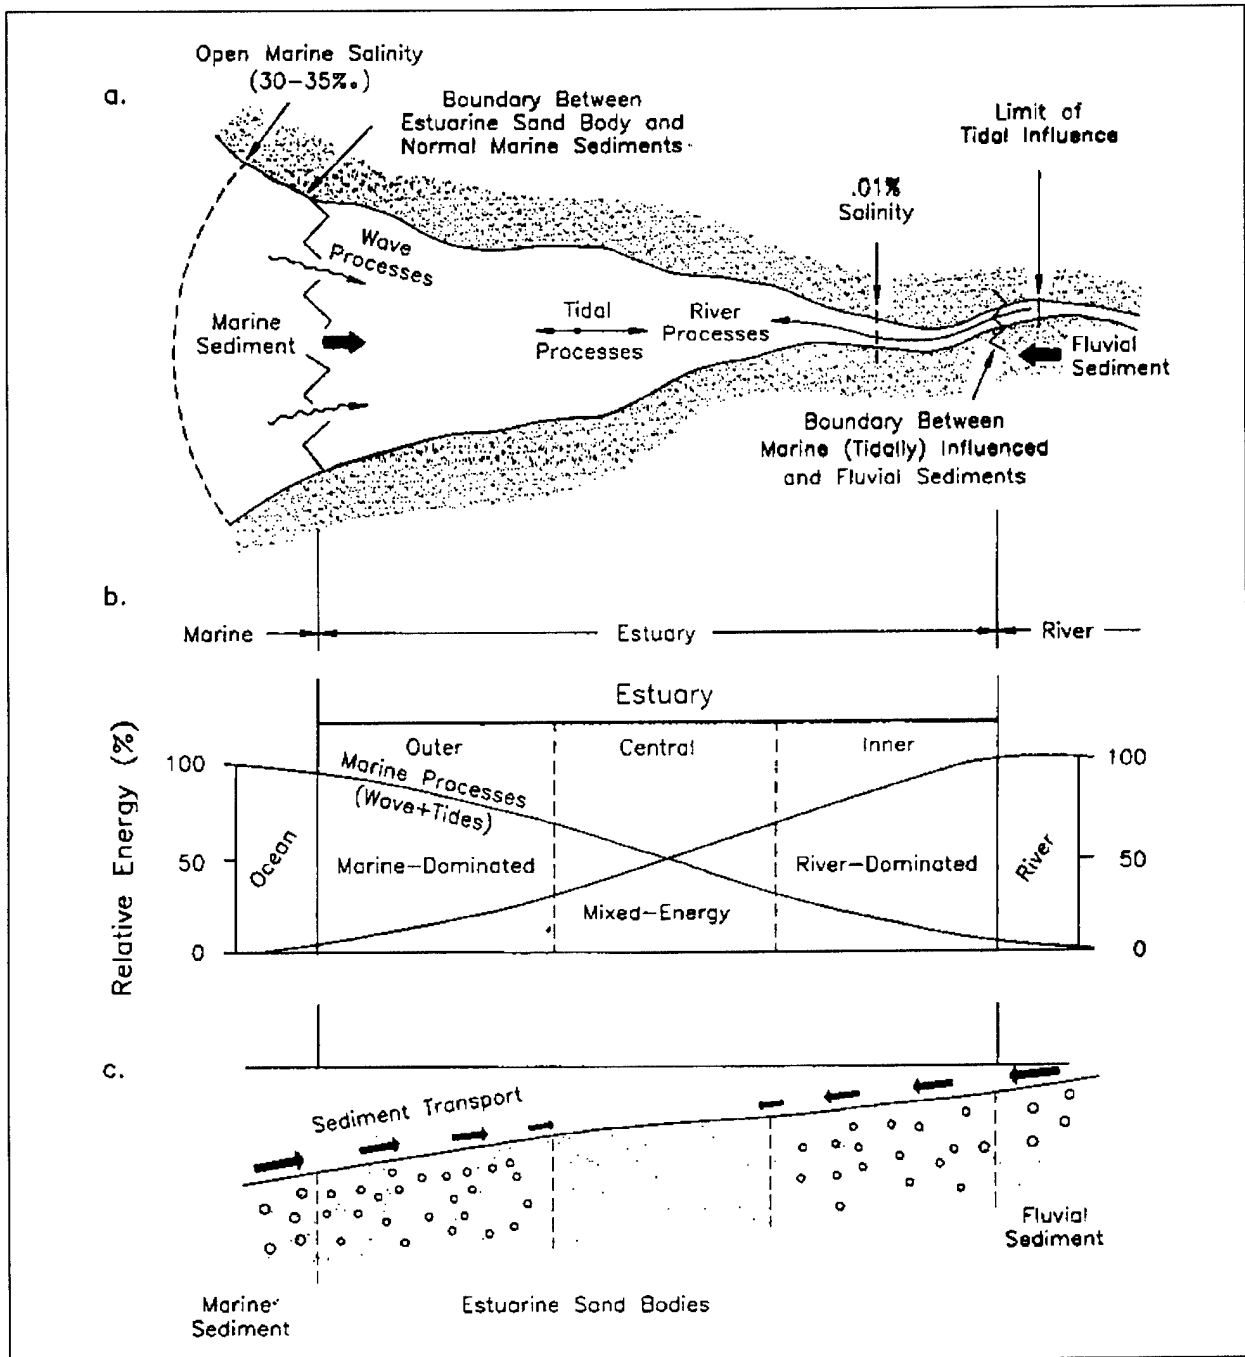 a.
Open Marine Salinity
(30-35‰)
Boundary Between
Estuarine Sand Body and
Normal Marine Sediments
Limit of
Tidal Influence
.01%
Salinity
Wave
Processes
Marine
Sediment
Tidal
Processes
River
Processes
Fluvial
Sediment
Boundary Between
Marine (Tidally) Influenced
and Fluvial Sediments
b.
Marine
Estuary
River
Estuary
Outer
Central
Inner
Relative Energy (%)
100
50
0
Marine Processes
(Wave+Tides)
Ocean
Marine-Dominated
Mixed-Energy
River-Dominated
River
100
50
0
c.
Sediment Transport
Marine
Sediment
Estuarine Sand Bodies
Fluvial
Sediment